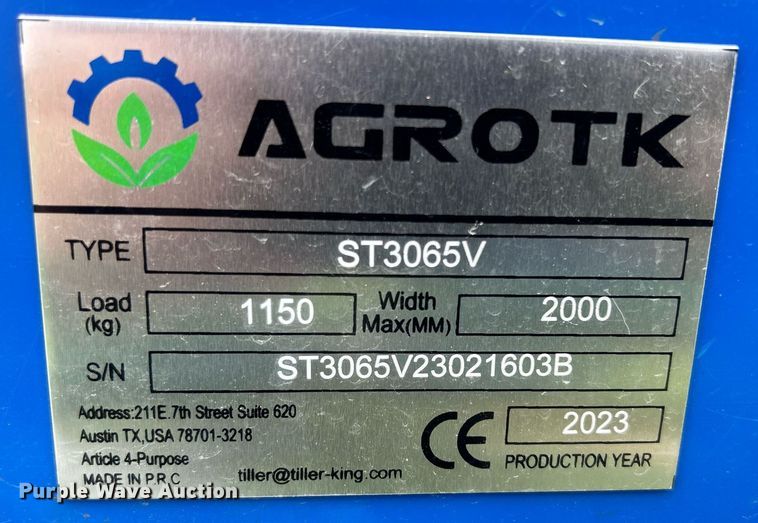 AGROTK
TYPE ST3065V
Load (kg) 1150 Width Max(MM) 2000
S/N ST3065V23021603B
Address:211E.7th Street Suite 620
Austin TX,USA 78701-3218
Article 4-Purpose
MADE IN P.R.C tiller@tiller-king.com
CE 2023
PRODUCTION YEAR
Purple Wave Auction